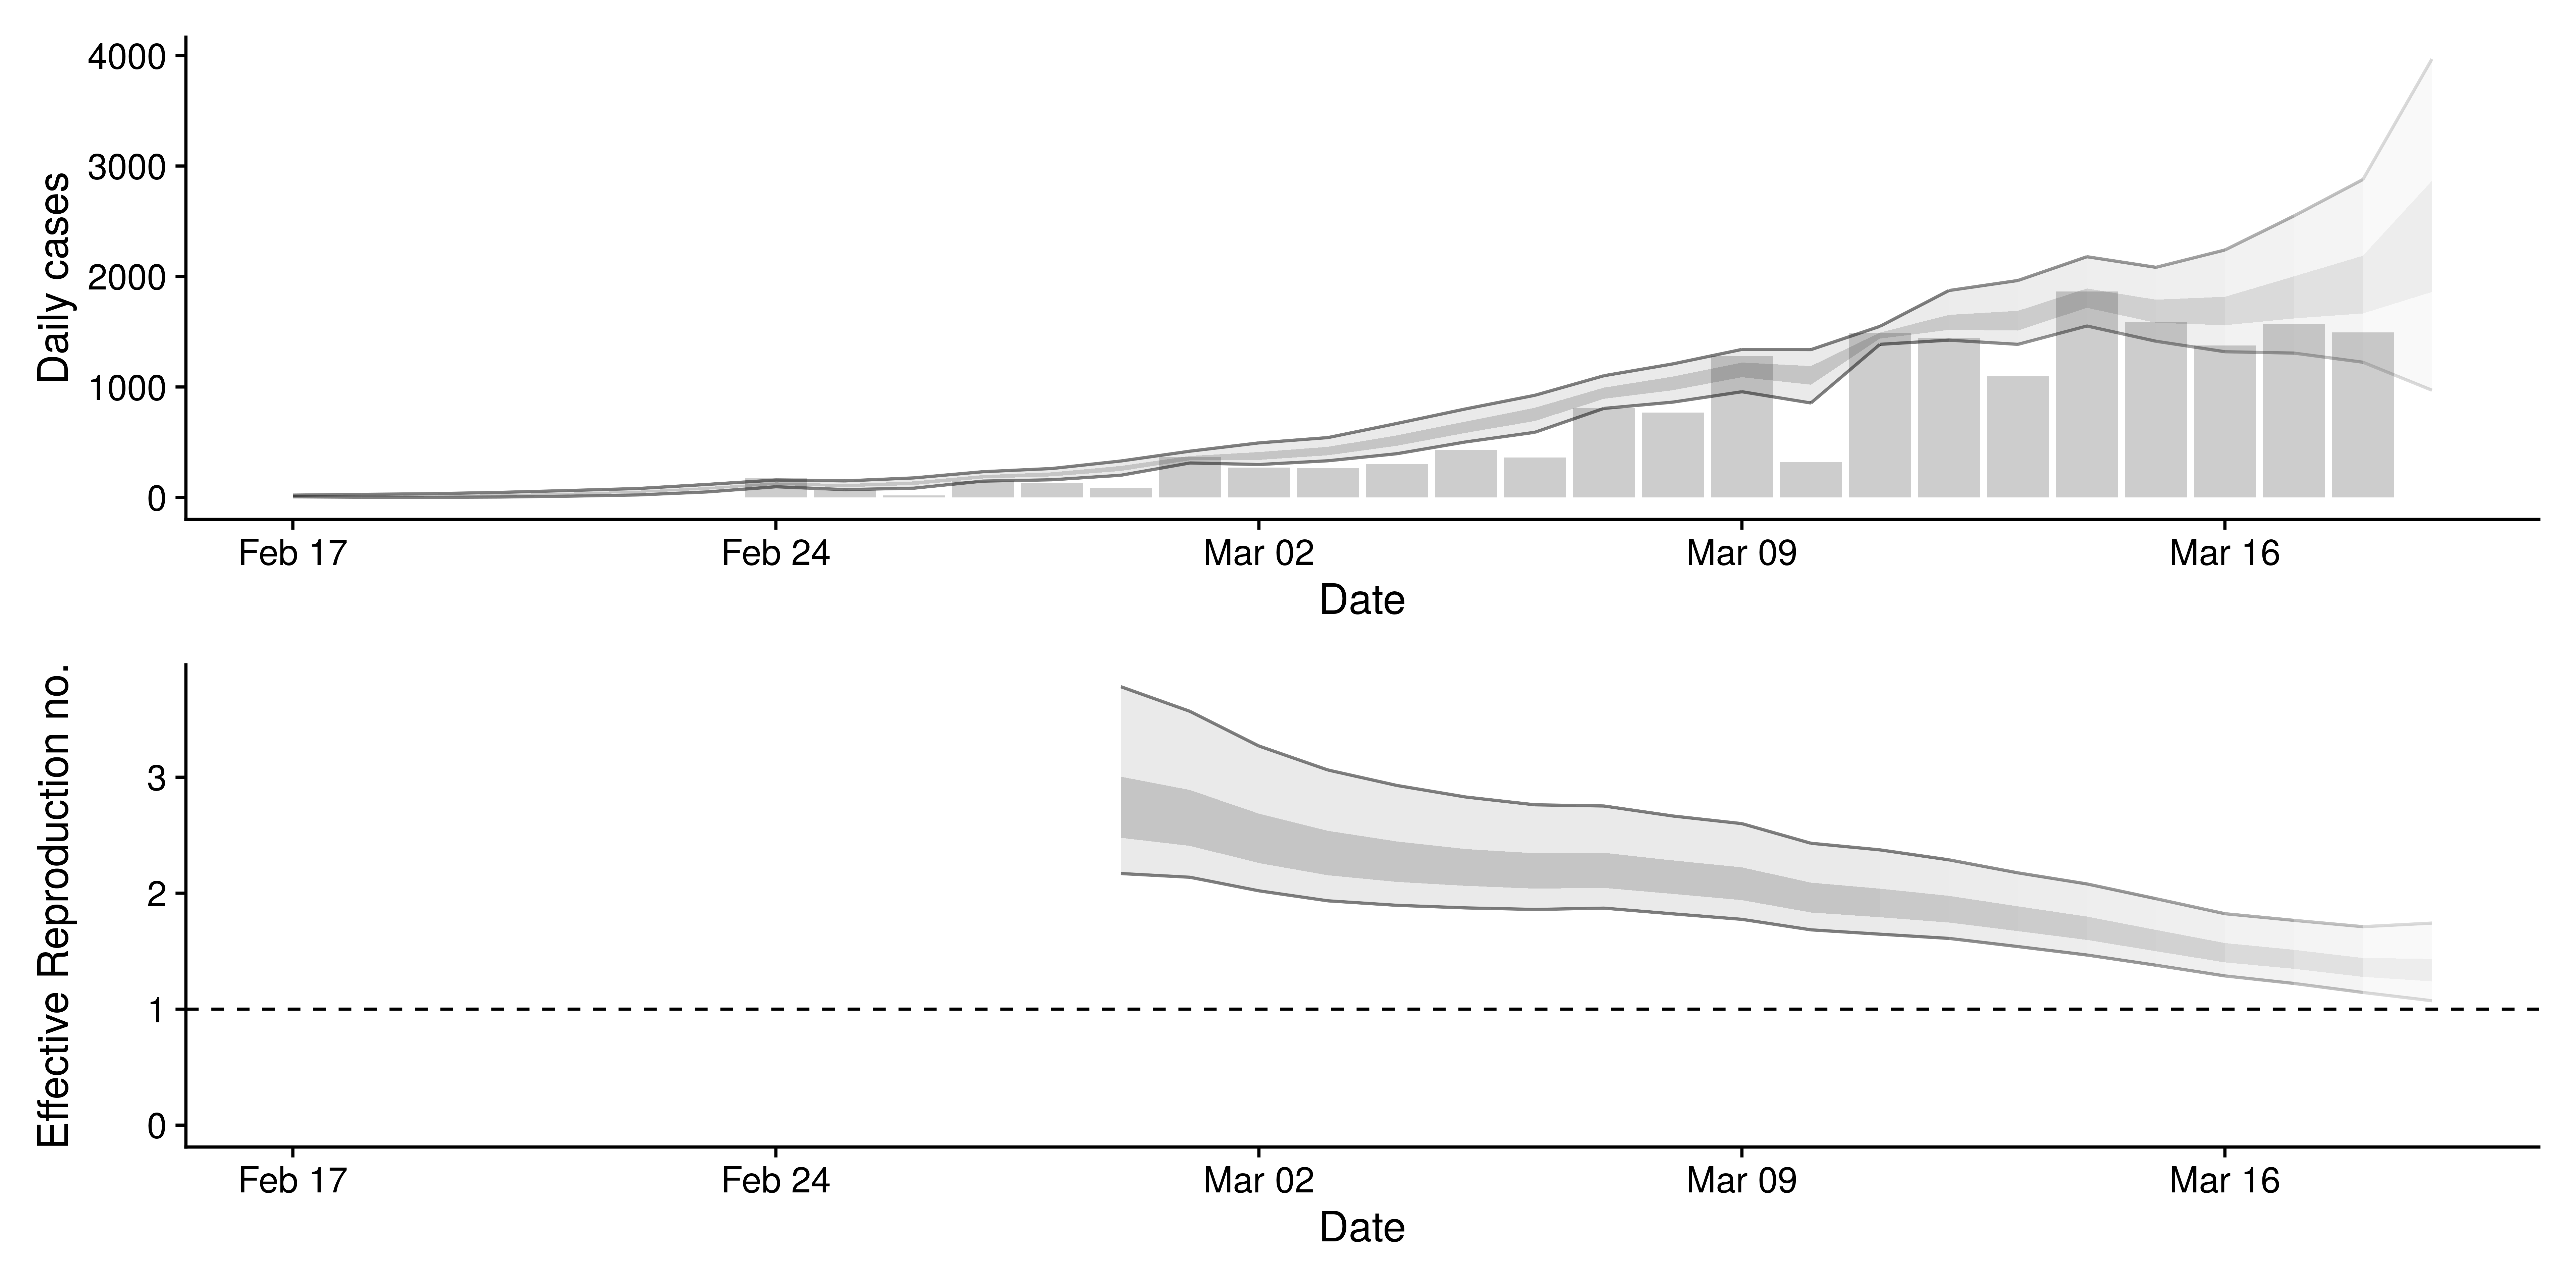 4000
3000
2000
1000
0
Daily cases
Feb 17 Feb 24 Mar 02 Mar 09 Mar 16
Date
3
2
1
0
Effective Reproduction no.
Feb 17 Feb 24 Mar 02 Mar 09 Mar 16
Date